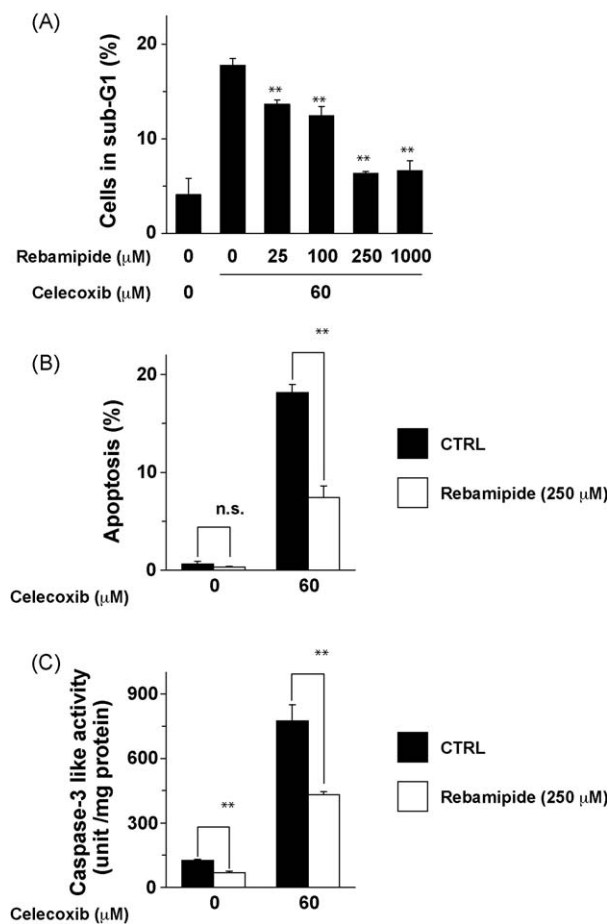 (A)
Cells in sub-G1 (%)
20
10
0
**
**
**
**
Rebamipide (μM) 0 0 25 100 250 1000
Celecoxib (μM) 0 60
(B)
Apoptosis (%)
20
10
0
n.s.
**
0 60
Celecoxib (μM)
CTRL
Rebamipide (250 μM)
(C)
Caspase-3 like activity
(unit /mg protein)
900
600
300
0
**
**
0 60
Celecoxib (μM)
CTRL
Rebamipide (250 μM)